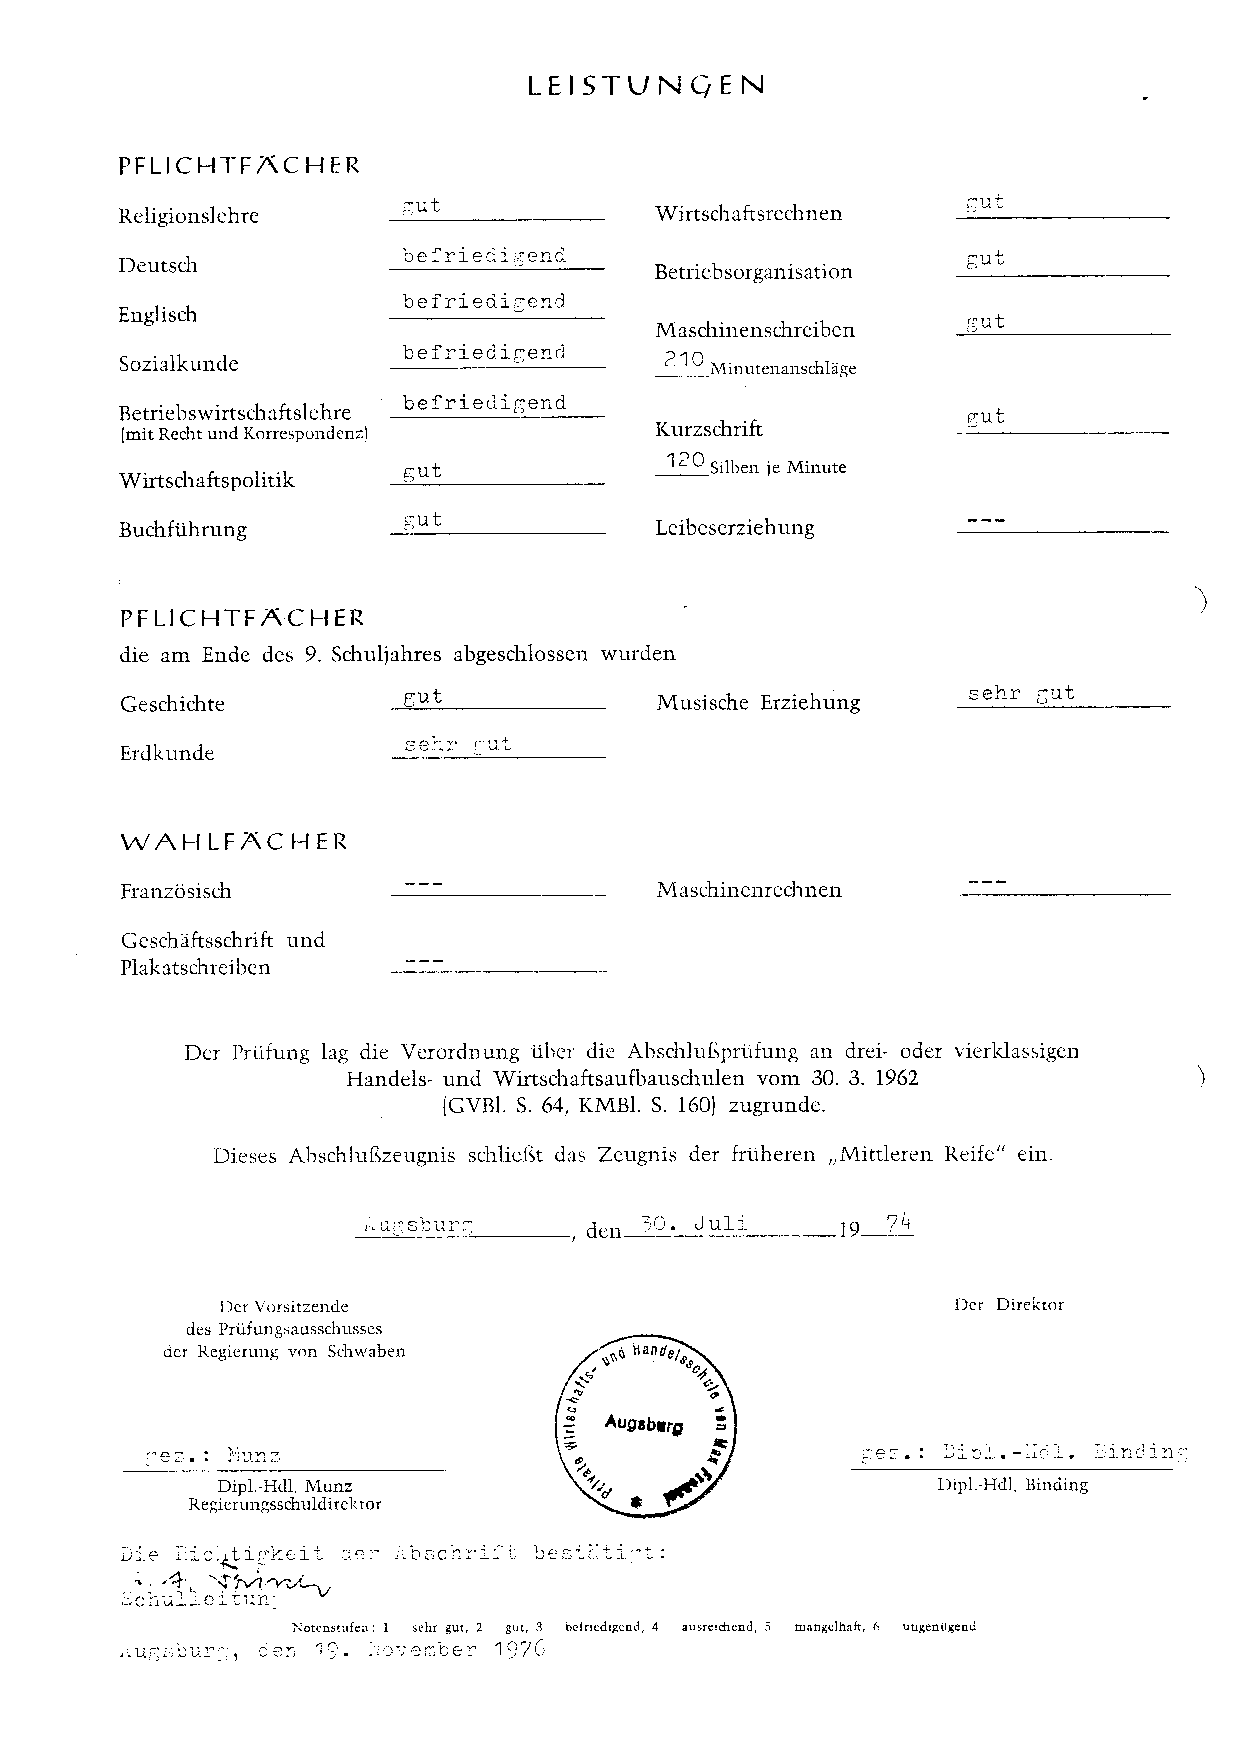 LEISTUNGEN
PFLICHTFÄCHER
Religionslehre gut
Deutsch befriedigend
Englisch befriedigend
Sozialkunde befriedigend
Betriebswirtschaftslehre befriedigend
(mit Recht und Korrespondenz)
Wirtschaftspolitik gut
Buchführung gut
Wirtschaftsrechnen gut
Betriebsorganisation gut
Maschinenschreiben gut
210 Minutenanschläge
Kurzschrift gut
120 Silben je Minute
Leibeserziehung ---
PFLICHTFÄCHER
die am Ende des 9. Schuljahres abgeschlossen wurden
Geschichte gut
Musische Erziehung sehr gut
Erdkunde sehr gut
WAHLFÄCHER
Französisch ---
Maschinenrechnen ---
Geschäftsschrift und
Plakatschreiben ---
Der Prüfung lag die Verordnung über die Abschlußprüfung an drei- oder vierklassigen
Handels- und Wirtschaftsaufbauschulen vom 30. 3. 1962
(GVBl. S. 64, KMBl. S. 160) zugrunde.
Dieses Abschlußzeugnis schließt das Zeugnis der früheren „Mittleren Reife“ ein.
Augsburg, den 30. Juli 1974
Der Vorsitzende
des Prüfungsausschusses
der Regierung von Schwaben
Der Direktor
Private Wirtschafts- und Handelsschule von Max
Augsburg
gez.: Munz
Dipl.-Hdl. Munz
Regierungsschuldirektor
gez.: Dipl.-Hdl. Binding
Dipl.-Hdl. Binding
Die Richtigkeit der Abschrift bestätigt:
i. A.
Schulleitung
Notenstufen: 1 sehr gut, 2 gut, 3 befriedigend, 4 ausreichend, 5 mangelhaft, 6 ungenügend
Augsburg, den 19. November 1976